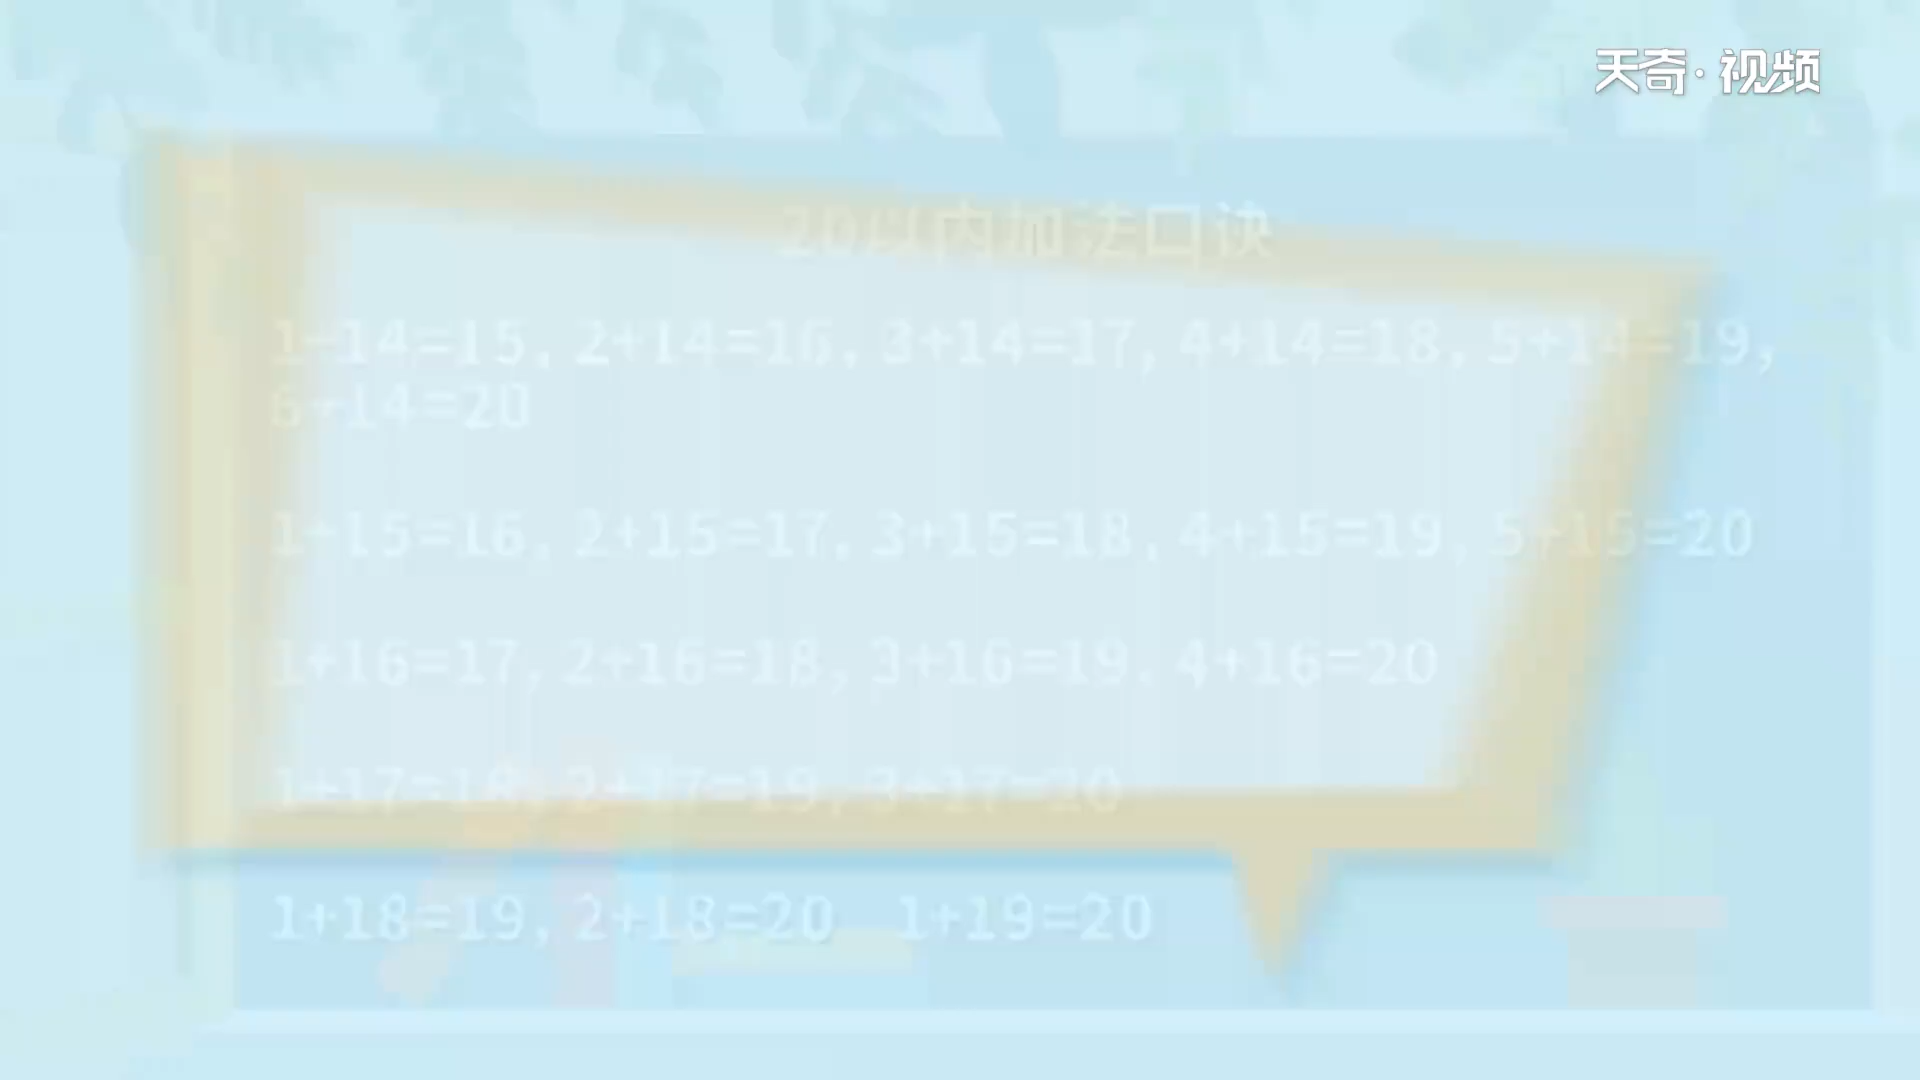 天奇·视频
20以内加法口诀
1+14=15, 2+14=16, 3+14=17, 4+14=18, 5+14=19,
6+14=20
1+15=16, 2+15=17, 3+15=18, 4+15=19, 5+15=20
1+16=17, 2+16=18, 3+16=19, 4+16=20
1+17=18, 2+17=19, 3+17=20
1+18=19, 2+18=20 1+19=20